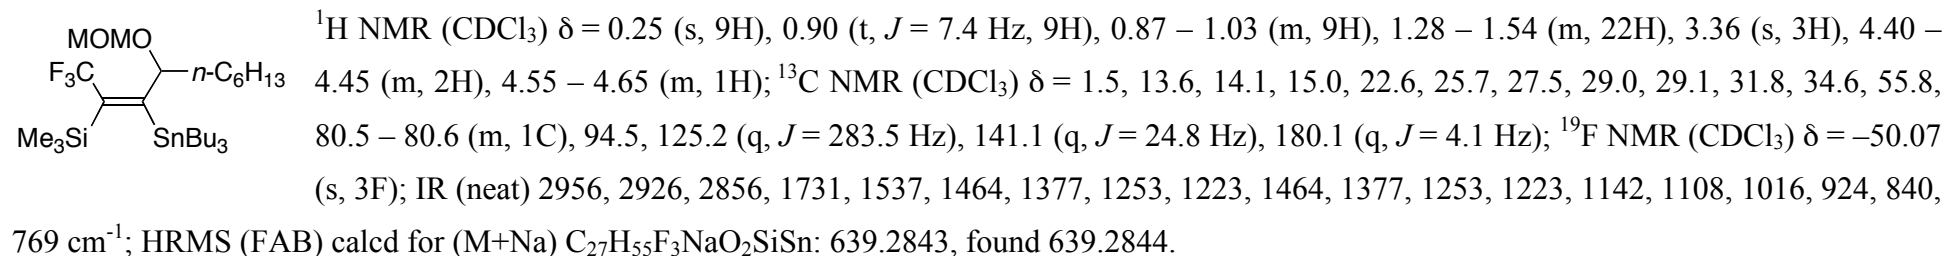 MOMO
F₃C
n-C₆H₁₃
Me₃Si
SnBu₃
¹H NMR (CDCl₃) δ = 0.25 (s, 9H), 0.90 (t, J = 7.4 Hz, 9H), 0.87 – 1.03 (m, 9H), 1.28 – 1.54 (m, 22H), 3.36 (s, 3H), 4.40 –
4.45 (m, 2H), 4.55 – 4.65 (m, 1H); ¹³C NMR (CDCl₃) δ = 1.5, 13.6, 14.1, 15.0, 22.6, 25.7, 27.5, 29.0, 29.1, 31.8, 34.6, 55.8,
80.5 – 80.6 (m, 1C), 94.5, 125.2 (q, J = 283.5 Hz), 141.1 (q, J = 24.8 Hz), 180.1 (q, J = 4.1 Hz); ¹⁹F NMR (CDCl₃) δ = –50.07
(s, 3F); IR (neat) 2956, 2926, 2856, 1731, 1537, 1464, 1377, 1253, 1223, 1464, 1377, 1253, 1223, 1142, 1108, 1016, 924, 840,
769 cm⁻¹; HRMS (FAB) calcd for (M+Na) C₂₇H₅₅F₃NaO₂SiSn: 639.2843, found 639.2844.